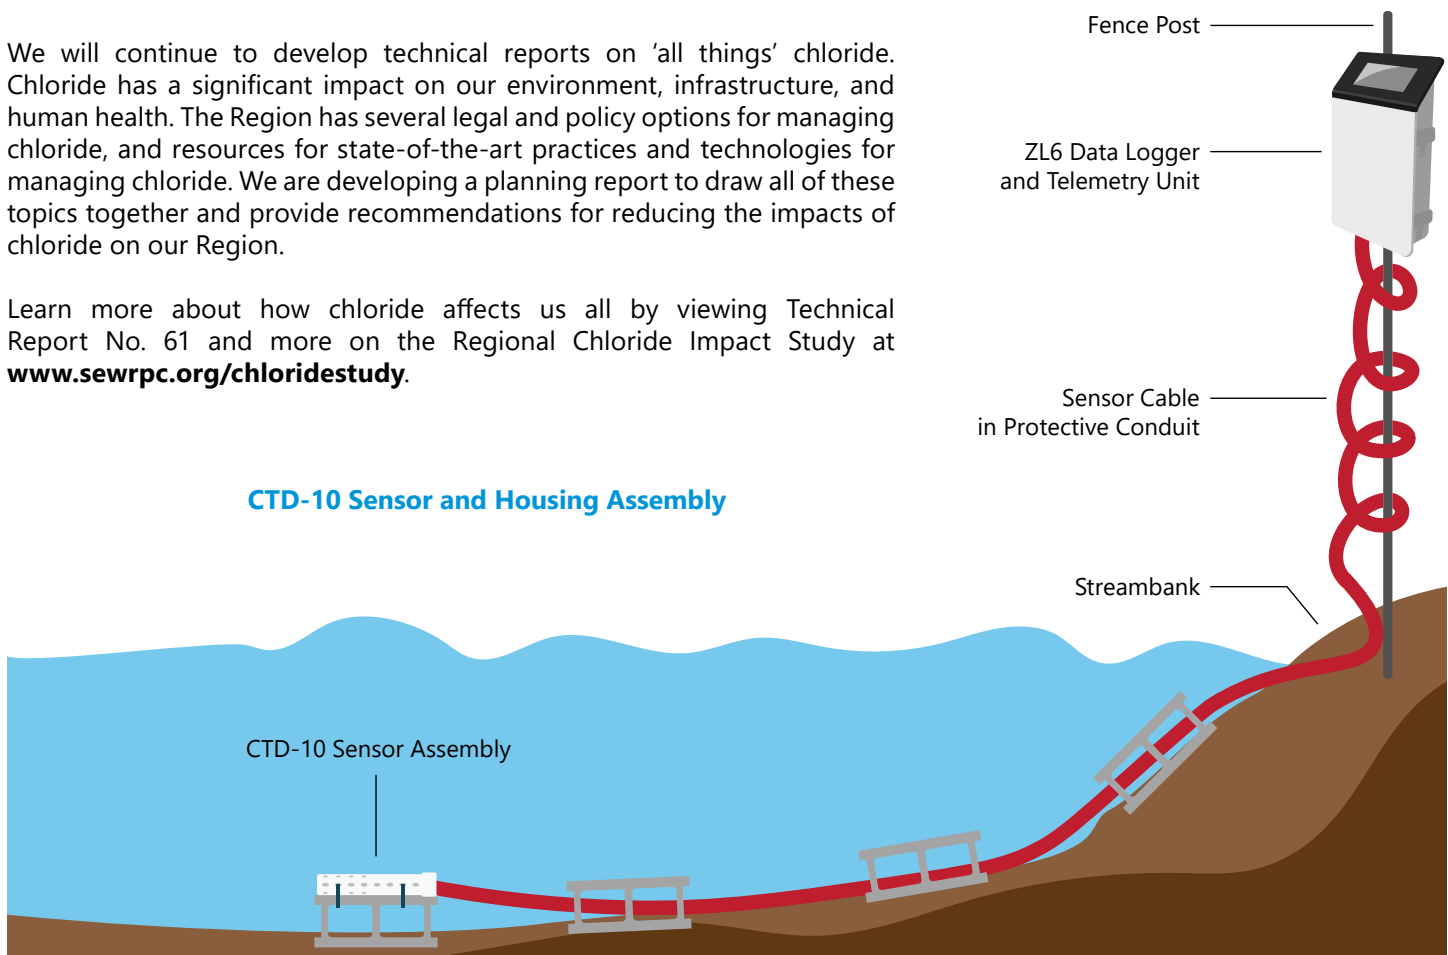 We will continue to develop technical reports on ‘all things’ chloride.
Chloride has a significant impact on our environment, infrastructure, and
human health. The Region has several legal and policy options for managing
chloride, and resources for state-of-the-art practices and technologies for
managing chloride. We are developing a planning report to draw all of these
topics together and provide recommendations for reducing the impacts of
chloride on our Region.
Learn more about how chloride affects us all by viewing Technical
Report No. 61 and more on the Regional Chloride Impact Study at
www.sewrpc.org/chloridestudy.
CTD-10 Sensor and Housing Assembly
Fence Post
ZL6 Data Logger
and Telemetry Unit
Sensor Cable
in Protective Conduit
Streambank
CTD-10 Sensor Assembly